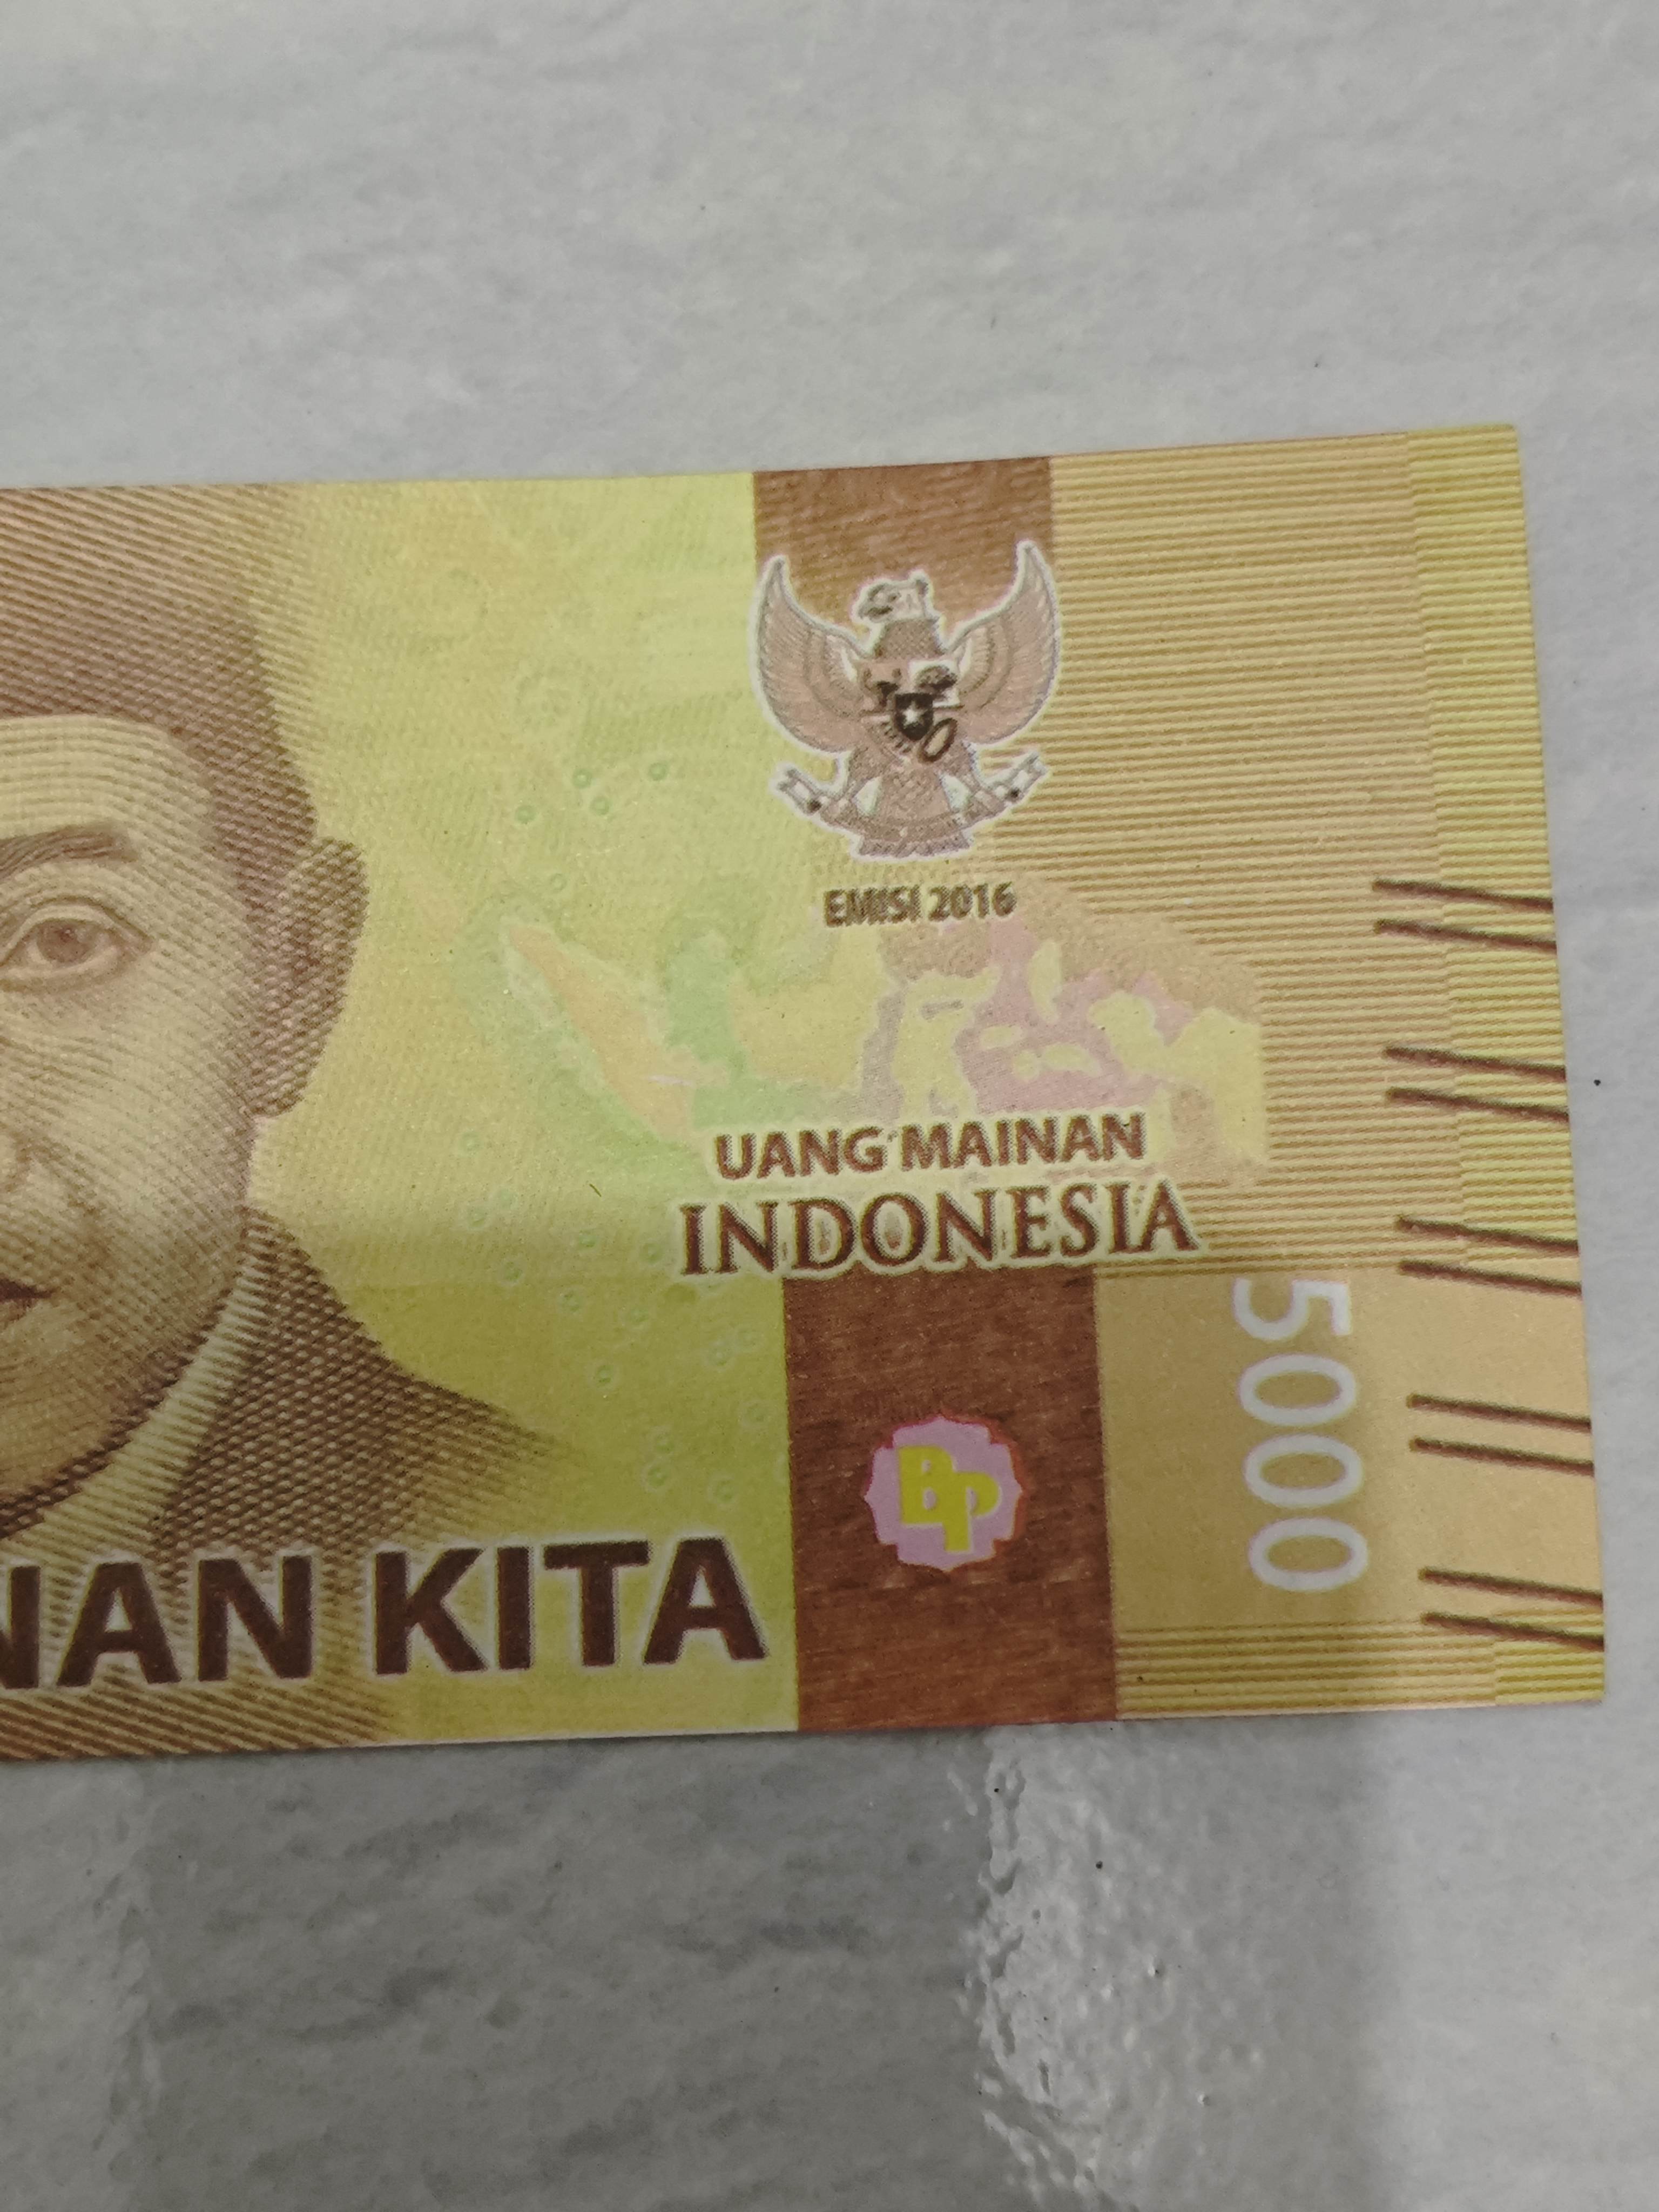 EMISI 2016
UANG MAINAN
INDONESIA
5000
BP
NAN KITA